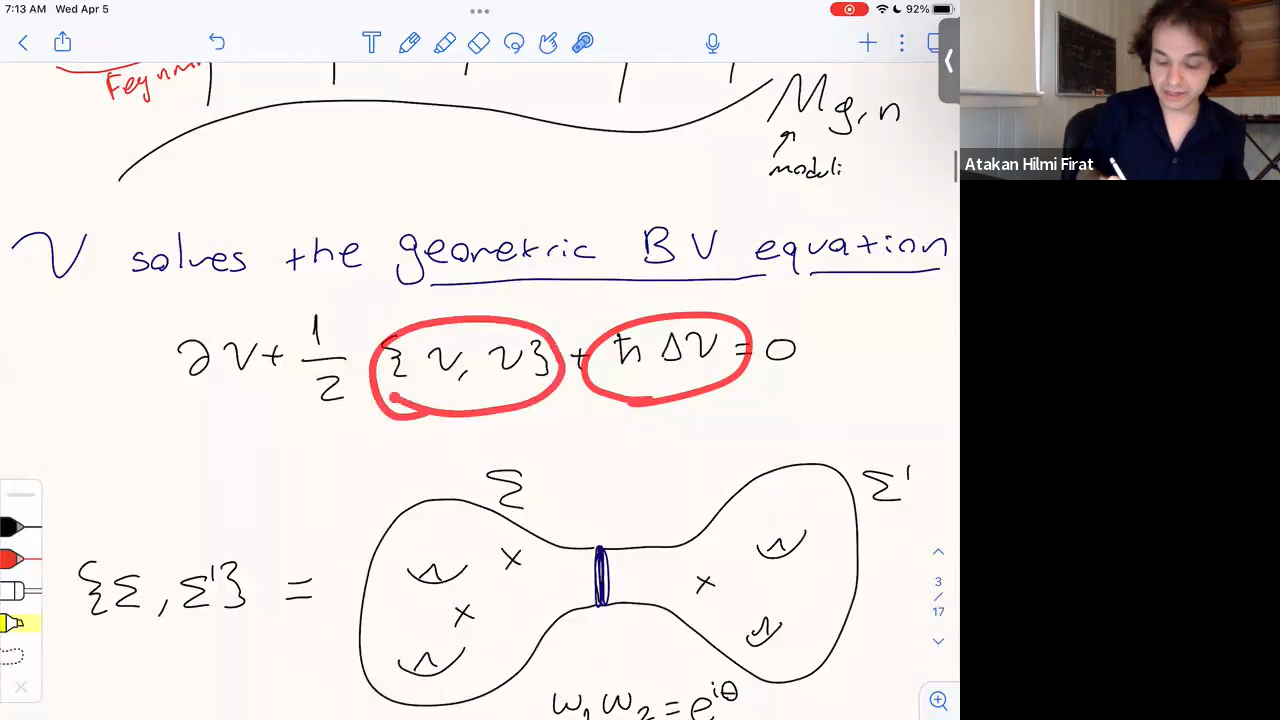 7:13 AM Wed Apr 5
92%
T
Mg,n
moduli
Atakan Hilmi Firat
V solves the geometric BV equation
∂V + 1/2 {V, V} + ħΔV = 0
Σ Σ'
{Σ, Σ'} =
3
/
17
w₁ w₂ = e^{iθ}